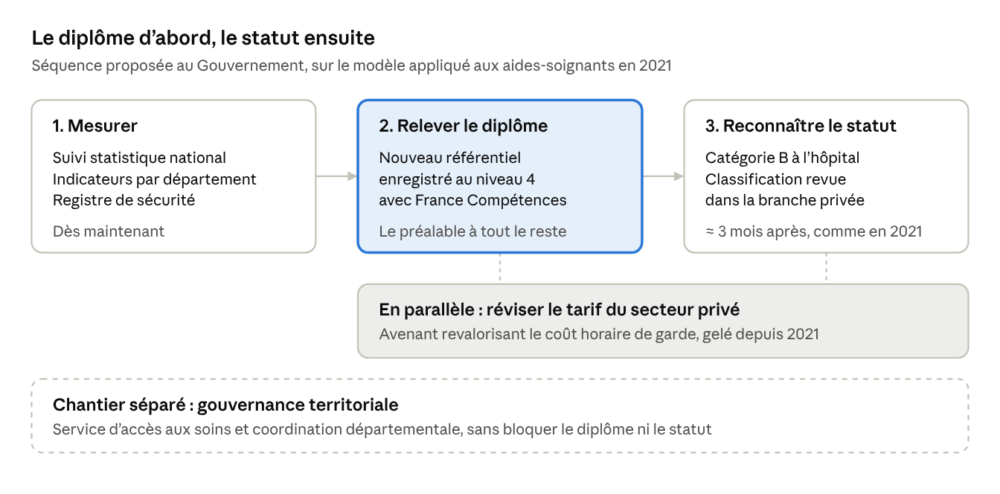 Le diplôme d’abord, le statut ensuite
Séquence proposée au Gouvernement, sur le modèle appliqué aux aides-soignants en 2021
1. Mesurer
Suivi statistique national
Indicateurs par département
Registre de sécurité
Dès maintenant
2. Relever le diplôme
Nouveau référentiel
enregistré au niveau 4
avec France Compétences
Le préalable à tout le reste
3. Reconnaître le statut
Catégorie B à l’hôpital
Classification revue
dans la branche privée
≈ 3 mois après, comme en 2021
En parallèle : réviser le tarif du secteur privé
Avenant revalorisant le coût horaire de garde, gelé depuis 2021
Chantier séparé : gouvernance territoriale
Service d’accès aux soins et coordination départementale, sans bloquer le diplôme ni le statut